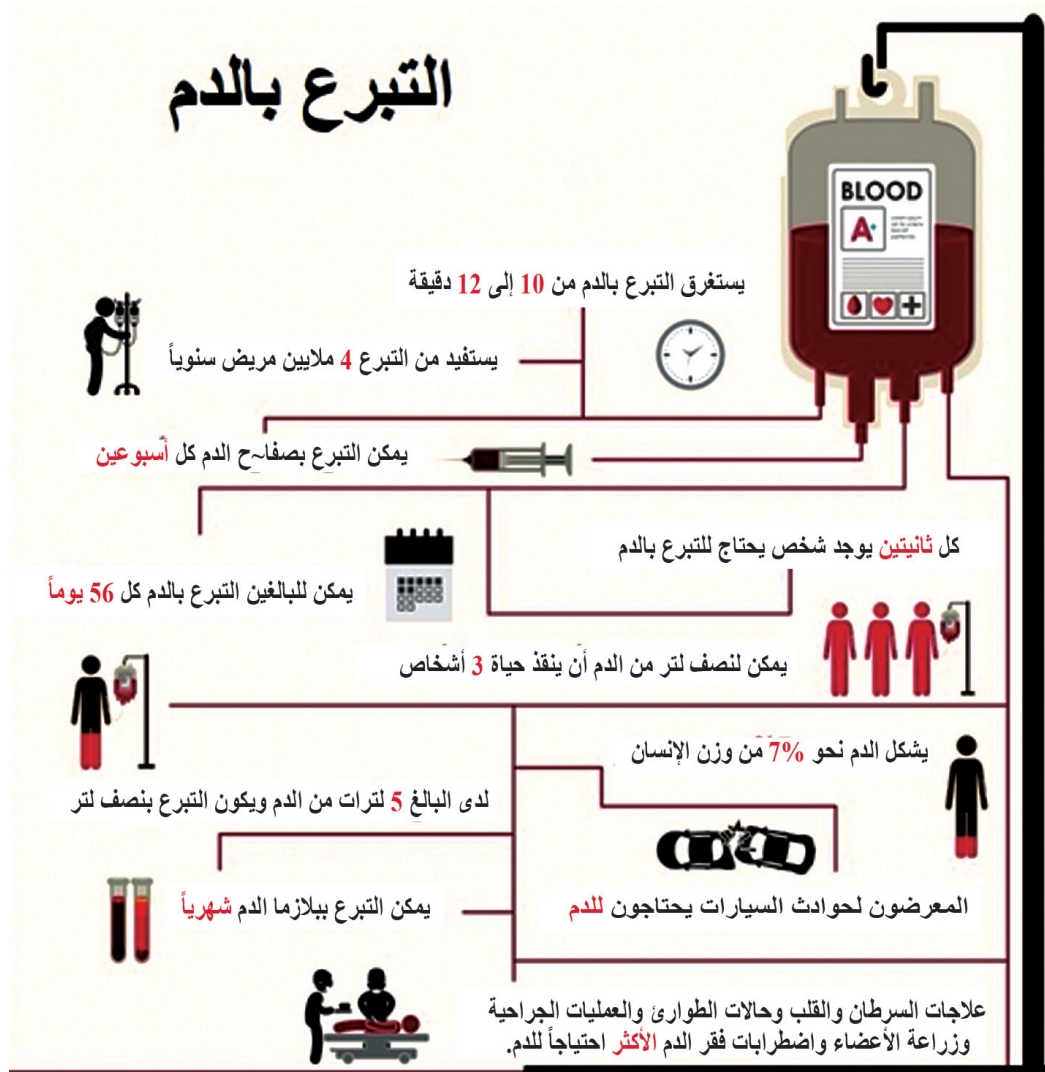 التبرع بالدم
BLOOD
A+
يستغرق التبرع بالدم من 10 إلى 12 دقيقة
يستفيد من التبرع 4 ملايين مريض سنوياً
يمكن التبرع بصفا~ح الدم كل أسبوعين
كل ثانيتين يوجد شخص يحتاج للتبرع بالدم
يمكن للبالغين التبرع بالدم كل 56 يوماً
يمكن لنصف لتر من الدم أن ينقذ حياة 3 أشخاص
يشكل الدم نحو 7% من وزن الإنسان
لدى البالغ 5 لترات من الدم ويكون التبرع بنصف لتر
المعرضون لحوادث السيارات يحتاجون للدم
يمكن التبرع ببلازما الدم شهرياً
علاجات السرطان والقلب وحالات الطوارئ والعمليات الجراحية
وزراعة الأعضاء واضطرابات فقر الدم الأكثر احتياجاً للدم.